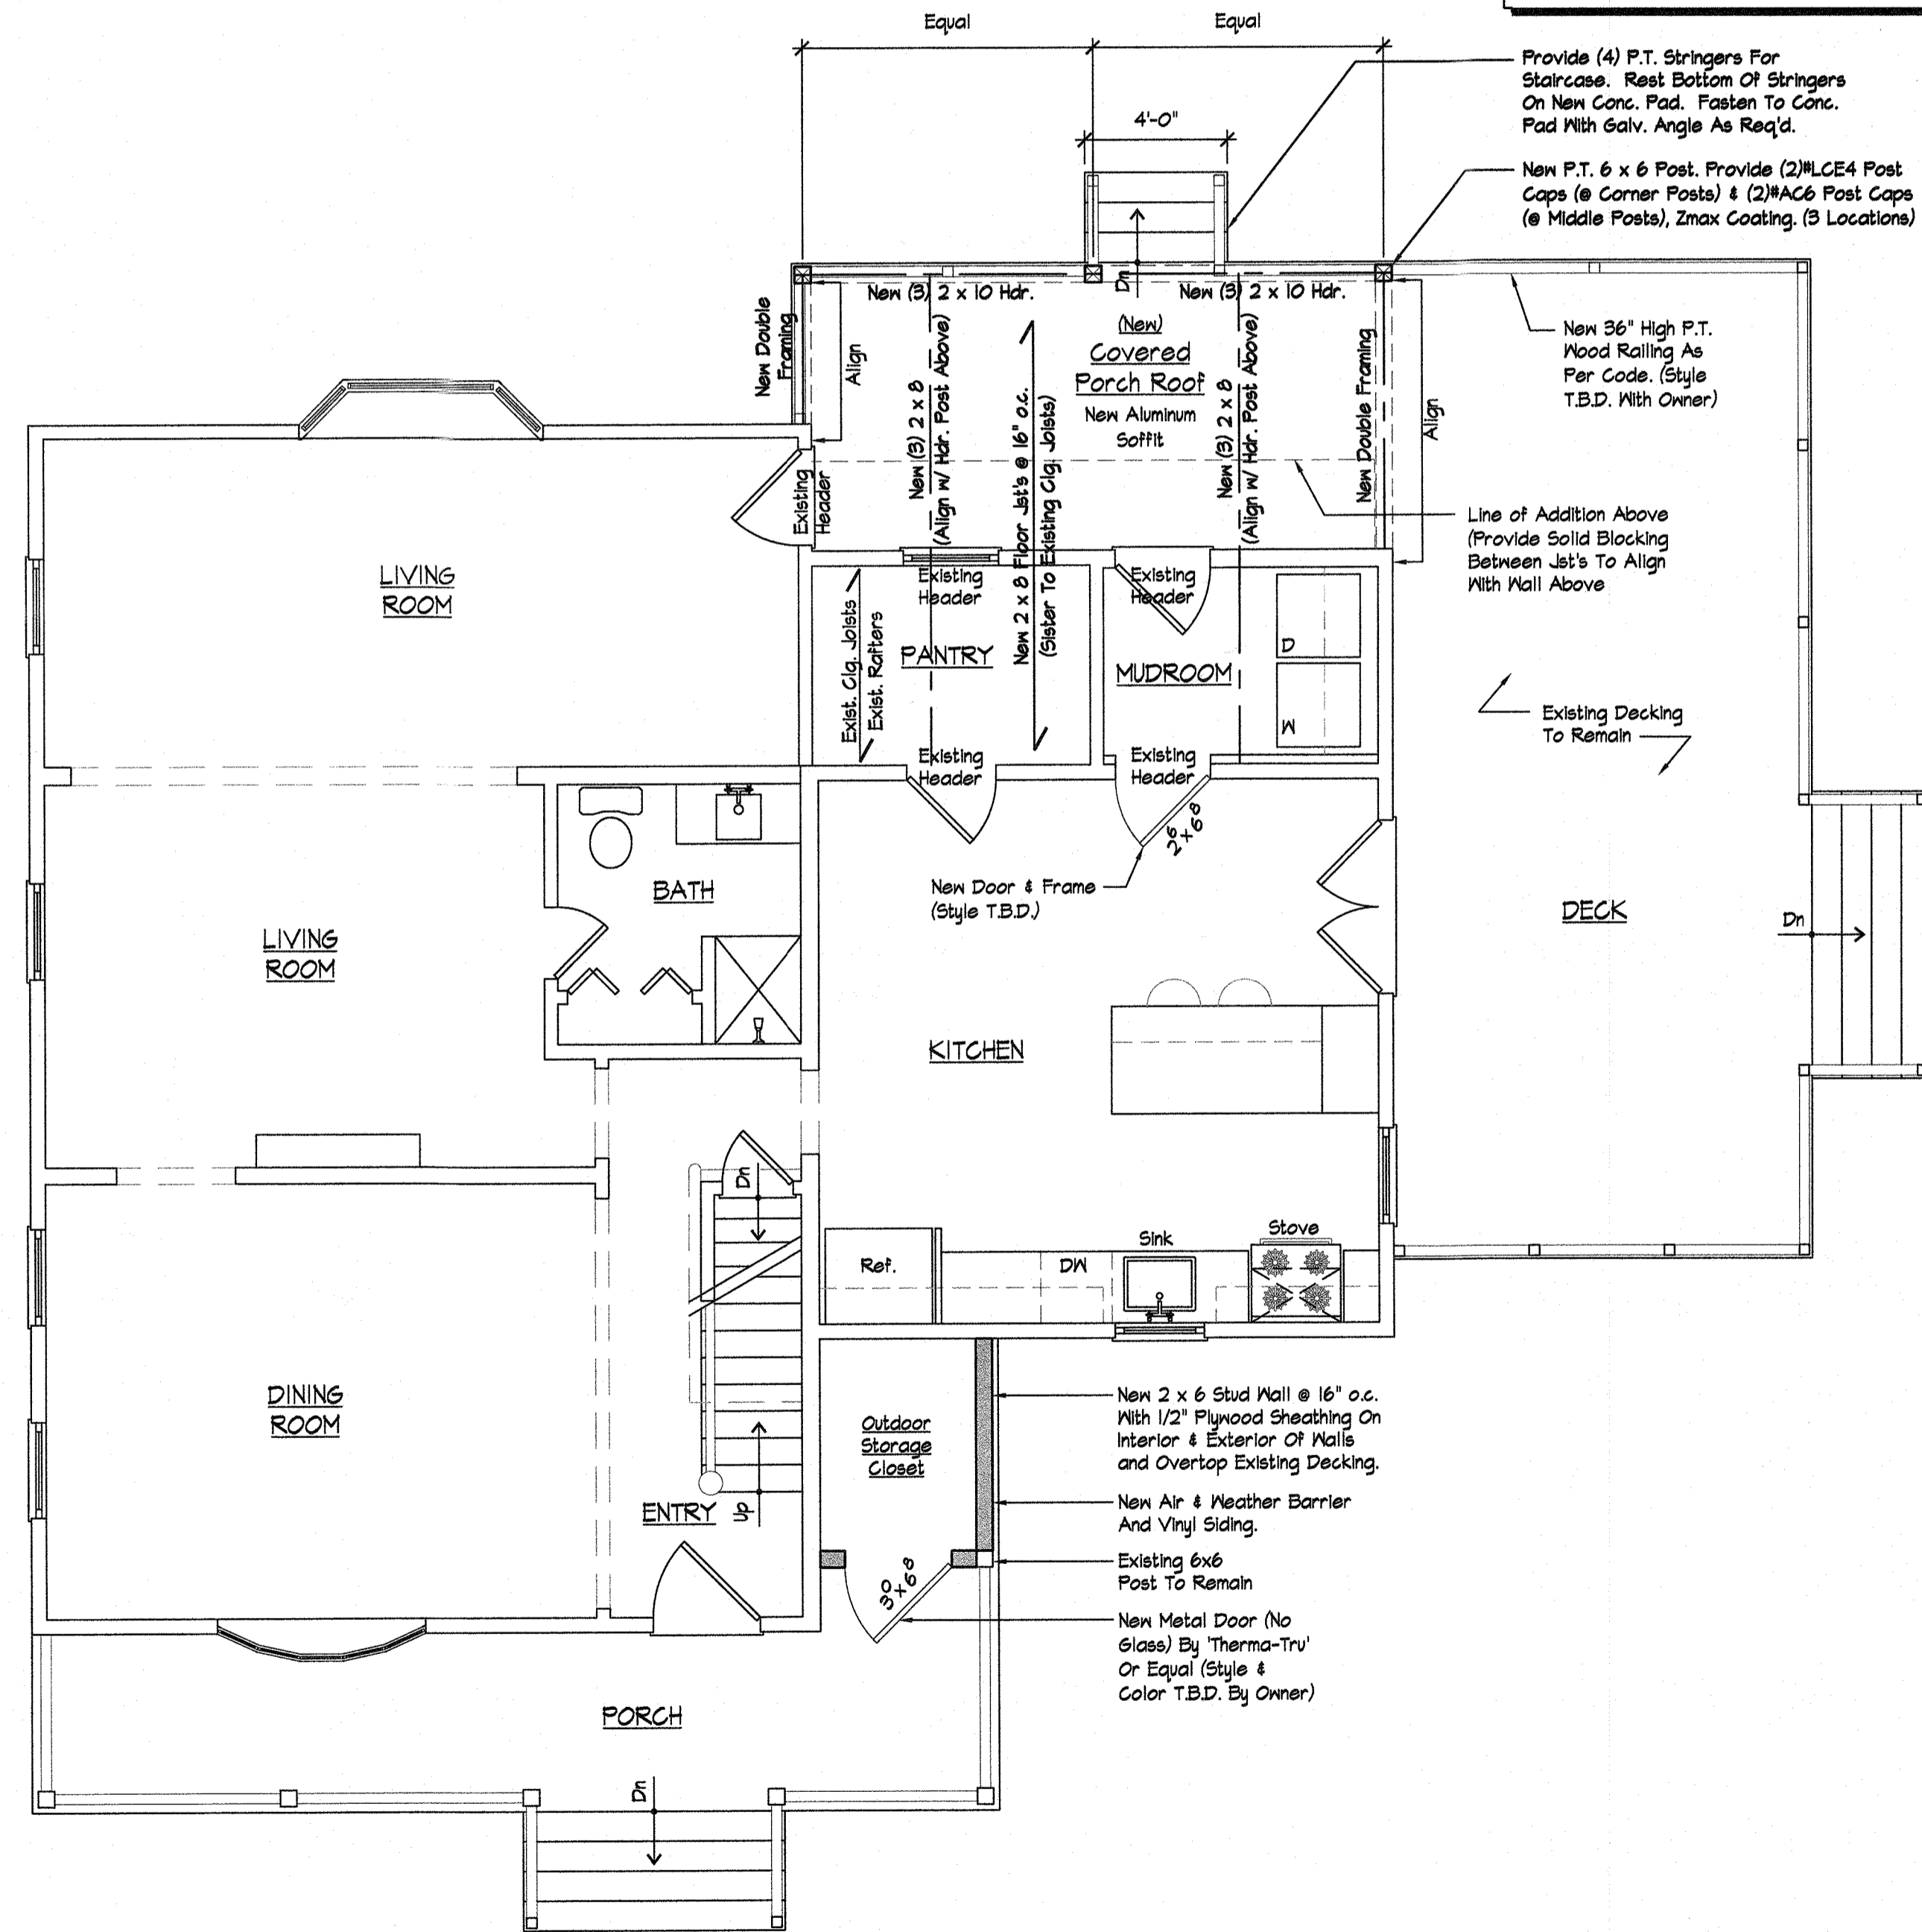 Equal
Equal
4'-0"
Provide (4) P.T. Stringers For
Staircase. Rest Bottom Of Stringers
On New Conc. Pad. Fasten To Conc.
Pad With Galv. Angle As Req'd.
New P.T. 6 x 6 Post. Provide (2)#LCE4 Post
Caps (@ Corner Posts) & (2)#AC6 Post Caps
(@ Middle Posts), Zmax Coating. (3 Locations)
Dn
New (3) 2 x 10 Hdr.
New (3) 2 x 10 Hdr.
New Double
Framing
Align
New (3) 2 x 8
(Align w/ Hdr. Post Above)
New 2 x 8 Floor Jst's @ 16" o.c.
(Sister To Existing Clg. Joists)
(New)
Covered
Porch Roof
New Aluminum
Soffit
New (3) 2 x 8
(Align w/ Hdr. Post Above)
New Double Framing
Align
New 36" High P.T.
Wood Railing As
Per Code. (Style
T.B.D. With Owner)
Line of Addition Above
(Provide Solid Blocking
Between Jst's To Align
With Wall Above
Existing
Header
LIVING
ROOM
Existing
Header
Existing
Header
Exist. Clg. Joists
Exist. Rafters
PANTRY
MUDROOM
D
W
Existing Decking
To Remain
Existing
Header
Existing
Header
2⁶ x 6⁸
New Door & Frame
(Style T.B.D.)
BATH
LIVING
ROOM
DECK
Dn
KITCHEN
Dn
Ref.
DW
Sink
Stove
DINING
ROOM
Outdoor
Storage
Closet
ENTRY
Up
New 2 x 6 Stud Wall @ 16" o.c.
With 1/2" Plywood Sheathing On
Interior & Exterior Of Walls
and Overtop Existing Decking.
New Air & Weather Barrier
And Vinyl Siding.
Existing 6x6
Post To Remain
3⁰ x 6⁸
New Metal Door (No
Glass) By 'Therma-Tru'
Or Equal (Style &
Color T.B.D. By Owner)
PORCH
Dn